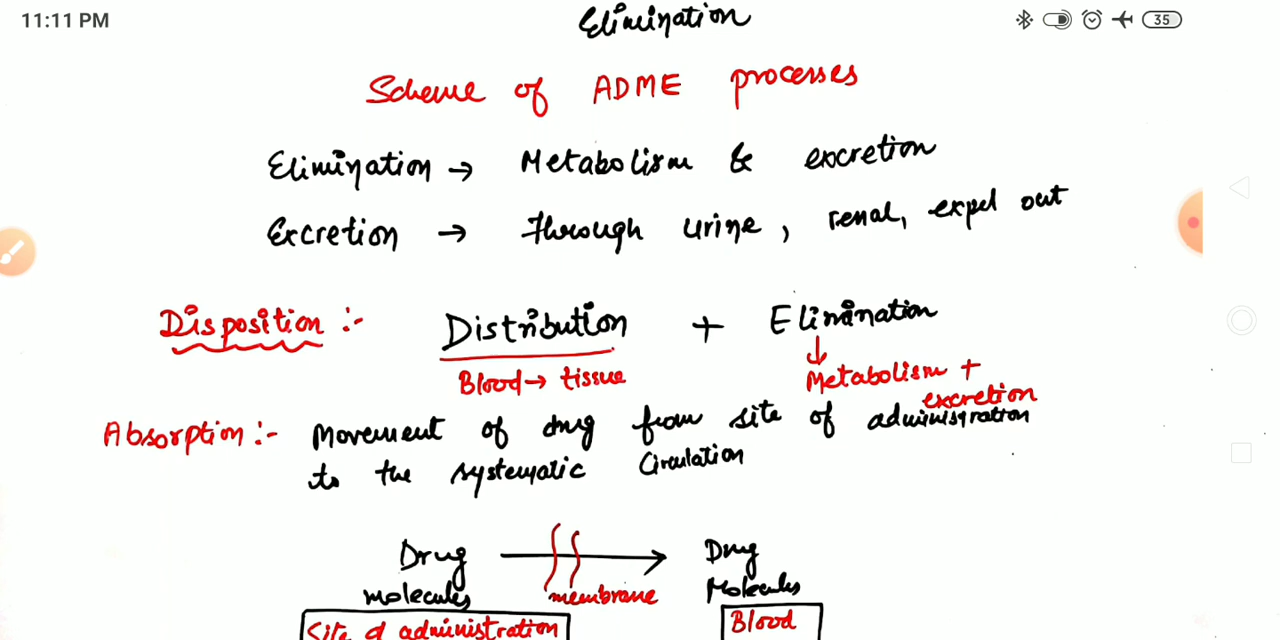 11:11 PM
35
Elimination
Scheme of ADME processes
Elimination → Metabolism & excretion
Excretion → Through urine, renal, expel out
Disposition :- Distribution + Elimination
Blood → tissue
Metabolism +
excretion
Absorption :- Movement of drug from site of administration
to the systematic Circulation
Drug → Drug
molecules membrane Molecules
Site of administration Blood